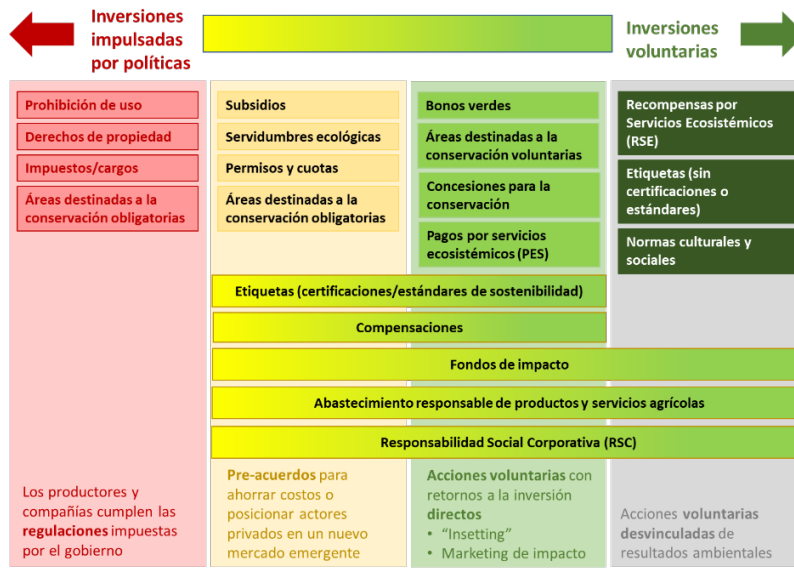 Inversiones
impulsadas
por políticas
Inversiones
voluntarias
Prohibición de uso
Derechos de propiedad
Impuestos/cargos
Áreas destinadas a la
conservación obligatorias
Subsidios
Servidumbres ecológicas
Permisos y cuotas
Áreas destinadas a la
conservación obligatorias
Bonos verdes
Áreas destinadas a la
conservación voluntarias
Concesiones para la
conservación
Pagos por servicios
ecosistémicos (PES)
Recompensas por
Servicios Ecosistémicos
(RSE)
Etiquetas (sin
certificaciones o
estándares)
Normas culturales y
sociales
Etiquetas (certificaciones/estándares de sostenibilidad)
Compensaciones
Fondos de impacto
Abastecimiento responsable de productos y servicios agrícolas
Responsabilidad Social Corporativa (RSC)
Los productores y
compañías cumplen las
regulaciones impuestas
por el gobierno
Pre-acuerdos para
ahorrar costos o
posicionar actores
privados en un nuevo
mercado emergente
Acciones voluntarias con
retornos a la inversión
directos
• “Insetting”
• Marketing de impacto
Acciones voluntarias
desvinculadas de
resultados ambientales